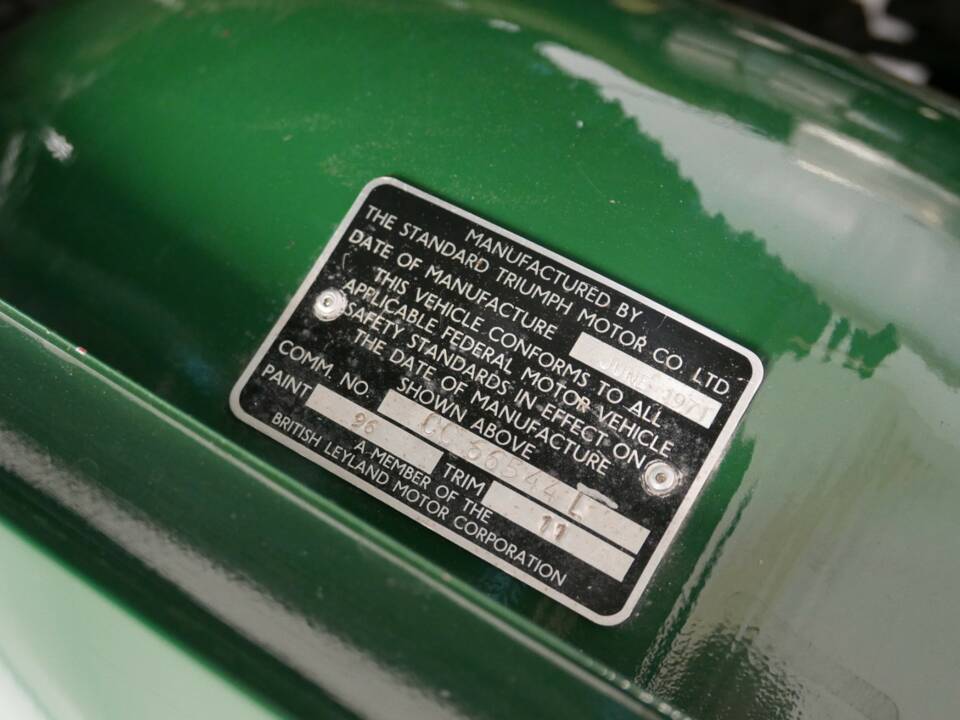 MANUFACTURED BY
THE STANDARD TRIUMPH MOTOR CO. LTD.
DATE OF MANUFACTURE JUNE 1971
THIS VEHICLE CONFORMS TO ALL
APPLICABLE FEDERAL MOTOR VEHICLE
SAFETY STANDARDS IN EFFECT ON
THE DATE OF MANUFACTURE
SHOWN ABOVE
COMM. NO. CC 66544 L
PAINT 96 TRIM 11
A MEMBER OF THE
BRITISH LEYLAND MOTOR CORPORATION